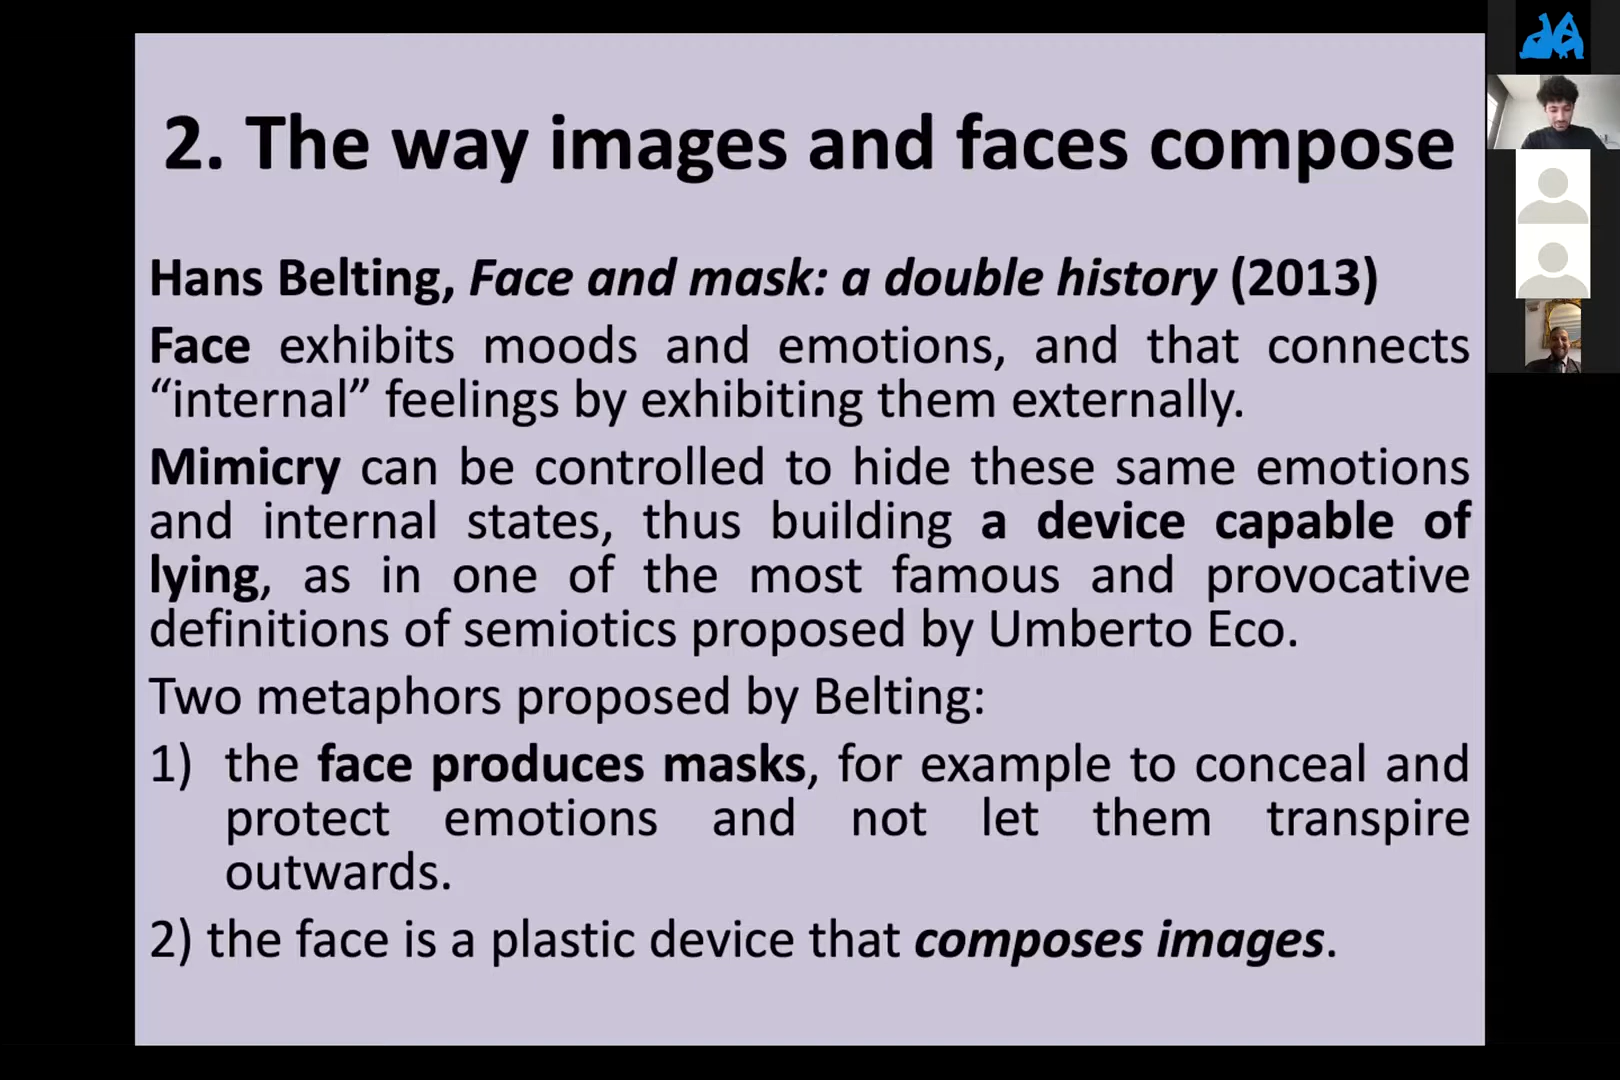 2. The way images and faces compose
Hans Belting, Face and mask: a double history (2013)
Face exhibits moods and emotions, and that connects
“internal” feelings by exhibiting them externally.
Mimicry can be controlled to hide these same emotions
and internal states, thus building a device capable of
lying, as in one of the most famous and provocative
definitions of semiotics proposed by Umberto Eco.
Two metaphors proposed by Belting:
1) the face produces masks, for example to conceal and
protect emotions and not let them transpire
outwards.
2) the face is a plastic device that composes images.